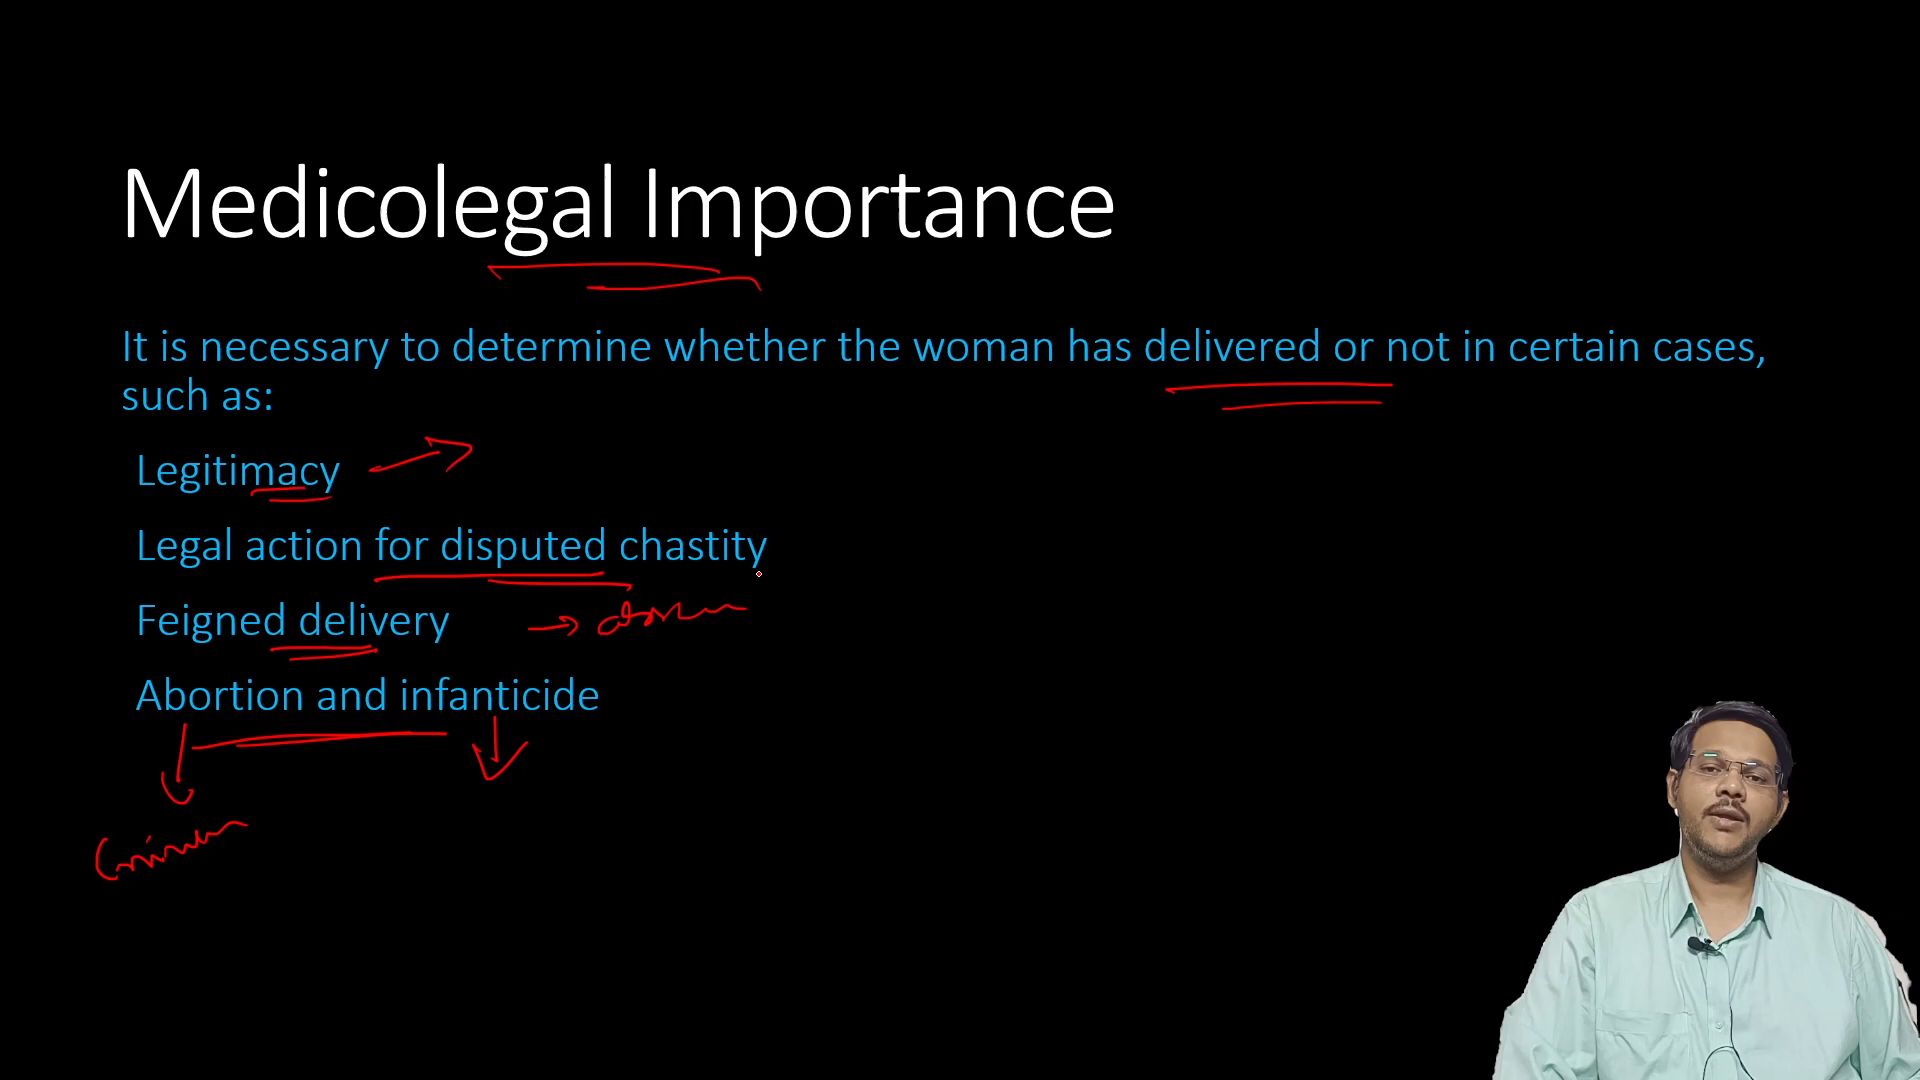 Medicolegal Importance
It is necessary to determine whether the woman has delivered or not in certain cases,
such as:
Legitimacy
Legal action for disputed chastity
Feigned delivery
Abortion and infanticide